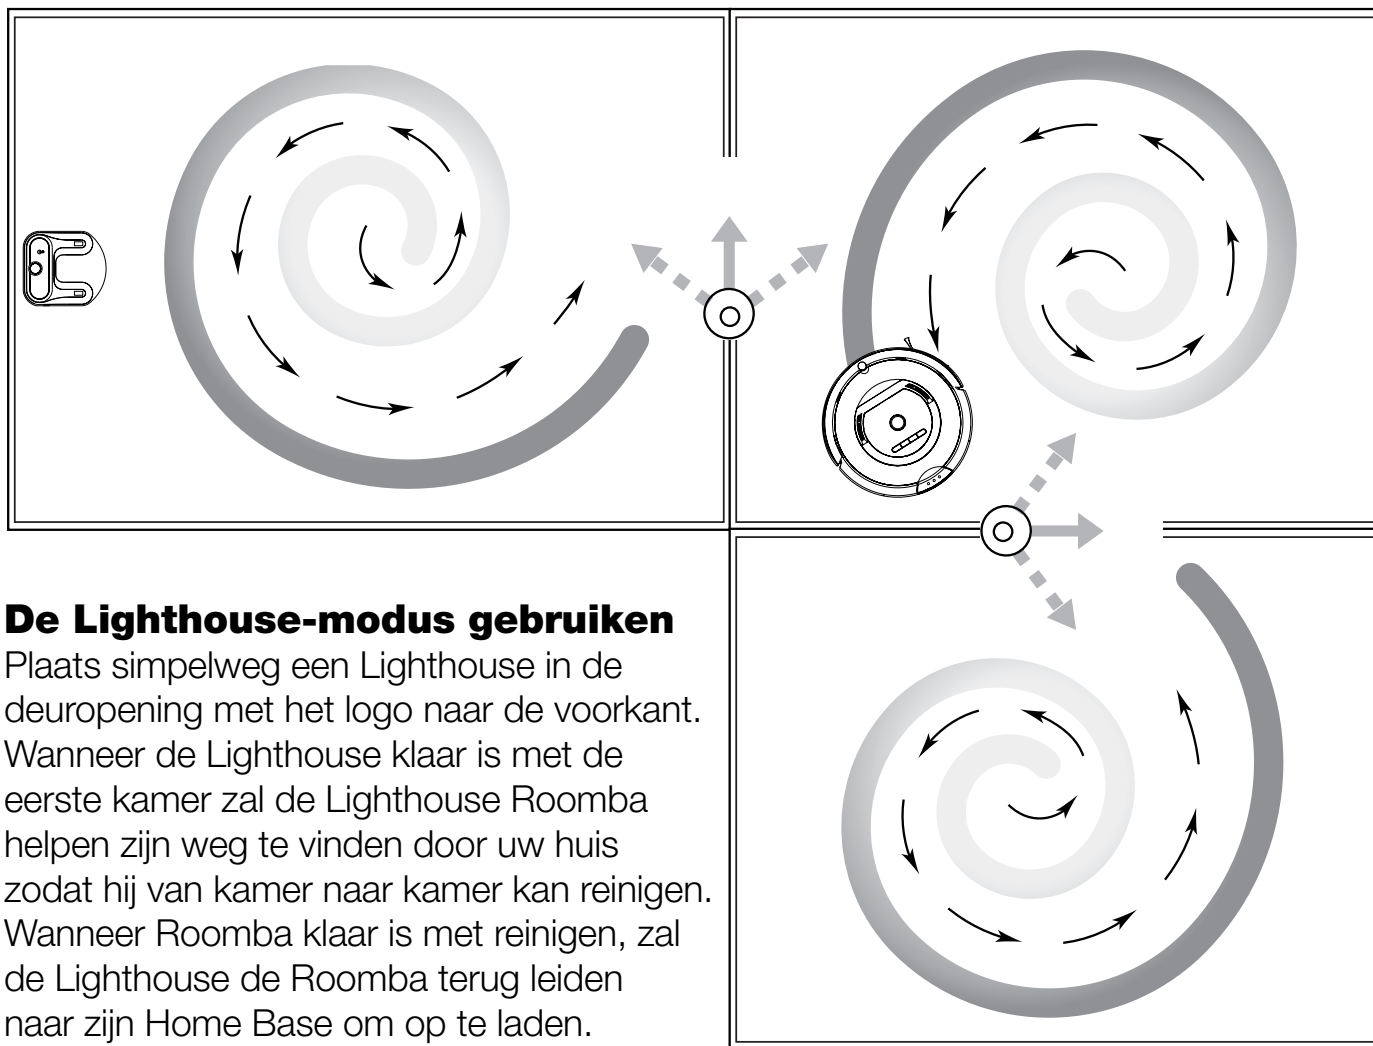 De Lighthouse-modus gebruiken
Plaats simpelweg een Lighthouse in de
deuropening met het logo naar de voorkant.
Wanneer de Lighthouse klaar is met de
eerste kamer zal de Lighthouse Roomba
helpen zijn weg te vinden door uw huis
zodat hij van kamer naar kamer kan reinigen.
Wanneer Roomba klaar is met reinigen, zal
de Lighthouse de Roomba terug leiden
naar zijn Home Base om op te laden.